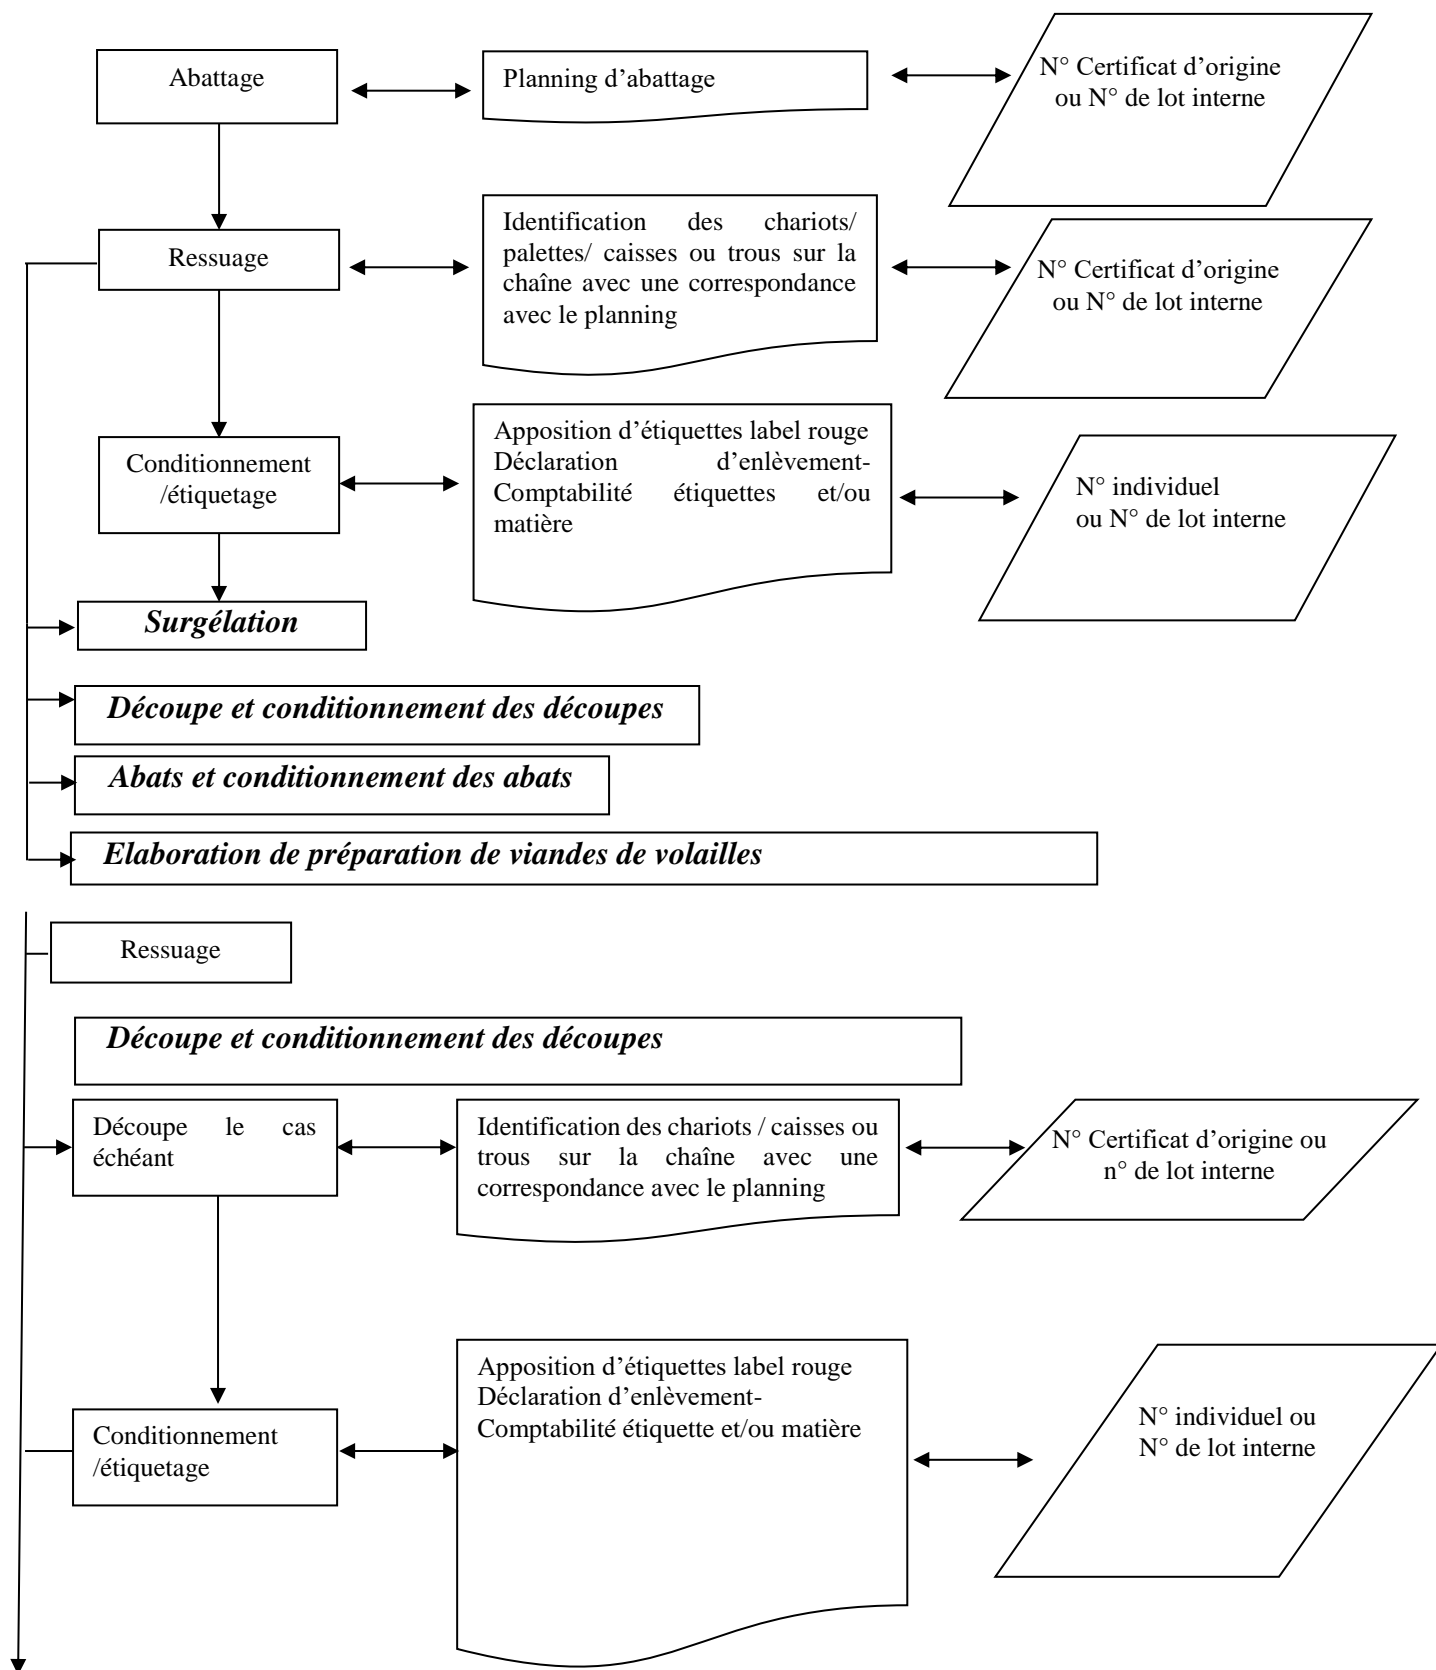 Abattage
Planning d'abattage
N° Certificat d'origine
ou N° de lot interne
Ressuage
Identification des chariots/
palettes/ caisses ou trous sur la
chaîne avec une correspondance
avec le planning
N° Certificat d'origine
ou N° de lot interne
Conditionnement
/étiquetage
Apposition d'étiquettes label rouge
Déclaration d'enlèvement-
Comptabilité étiquettes et/ou
matière
N° individuel
ou N° de lot interne
Surgélation
Découpe et conditionnement des découpes
Abats et conditionnement des abats
Elaboration de préparation de viandes de volailles
Ressuage
Découpe et conditionnement des découpes
Découpe le cas
échéant
Identification des chariots / caisses ou
trous sur la chaîne avec une
correspondance avec le planning
N° Certificat d'origine ou
n° de lot interne
Conditionnement
/étiquetage
Apposition d'étiquettes label rouge
Déclaration d'enlèvement-
Comptabilité étiquette et/ou matière
N° individuel ou
N° de lot interne